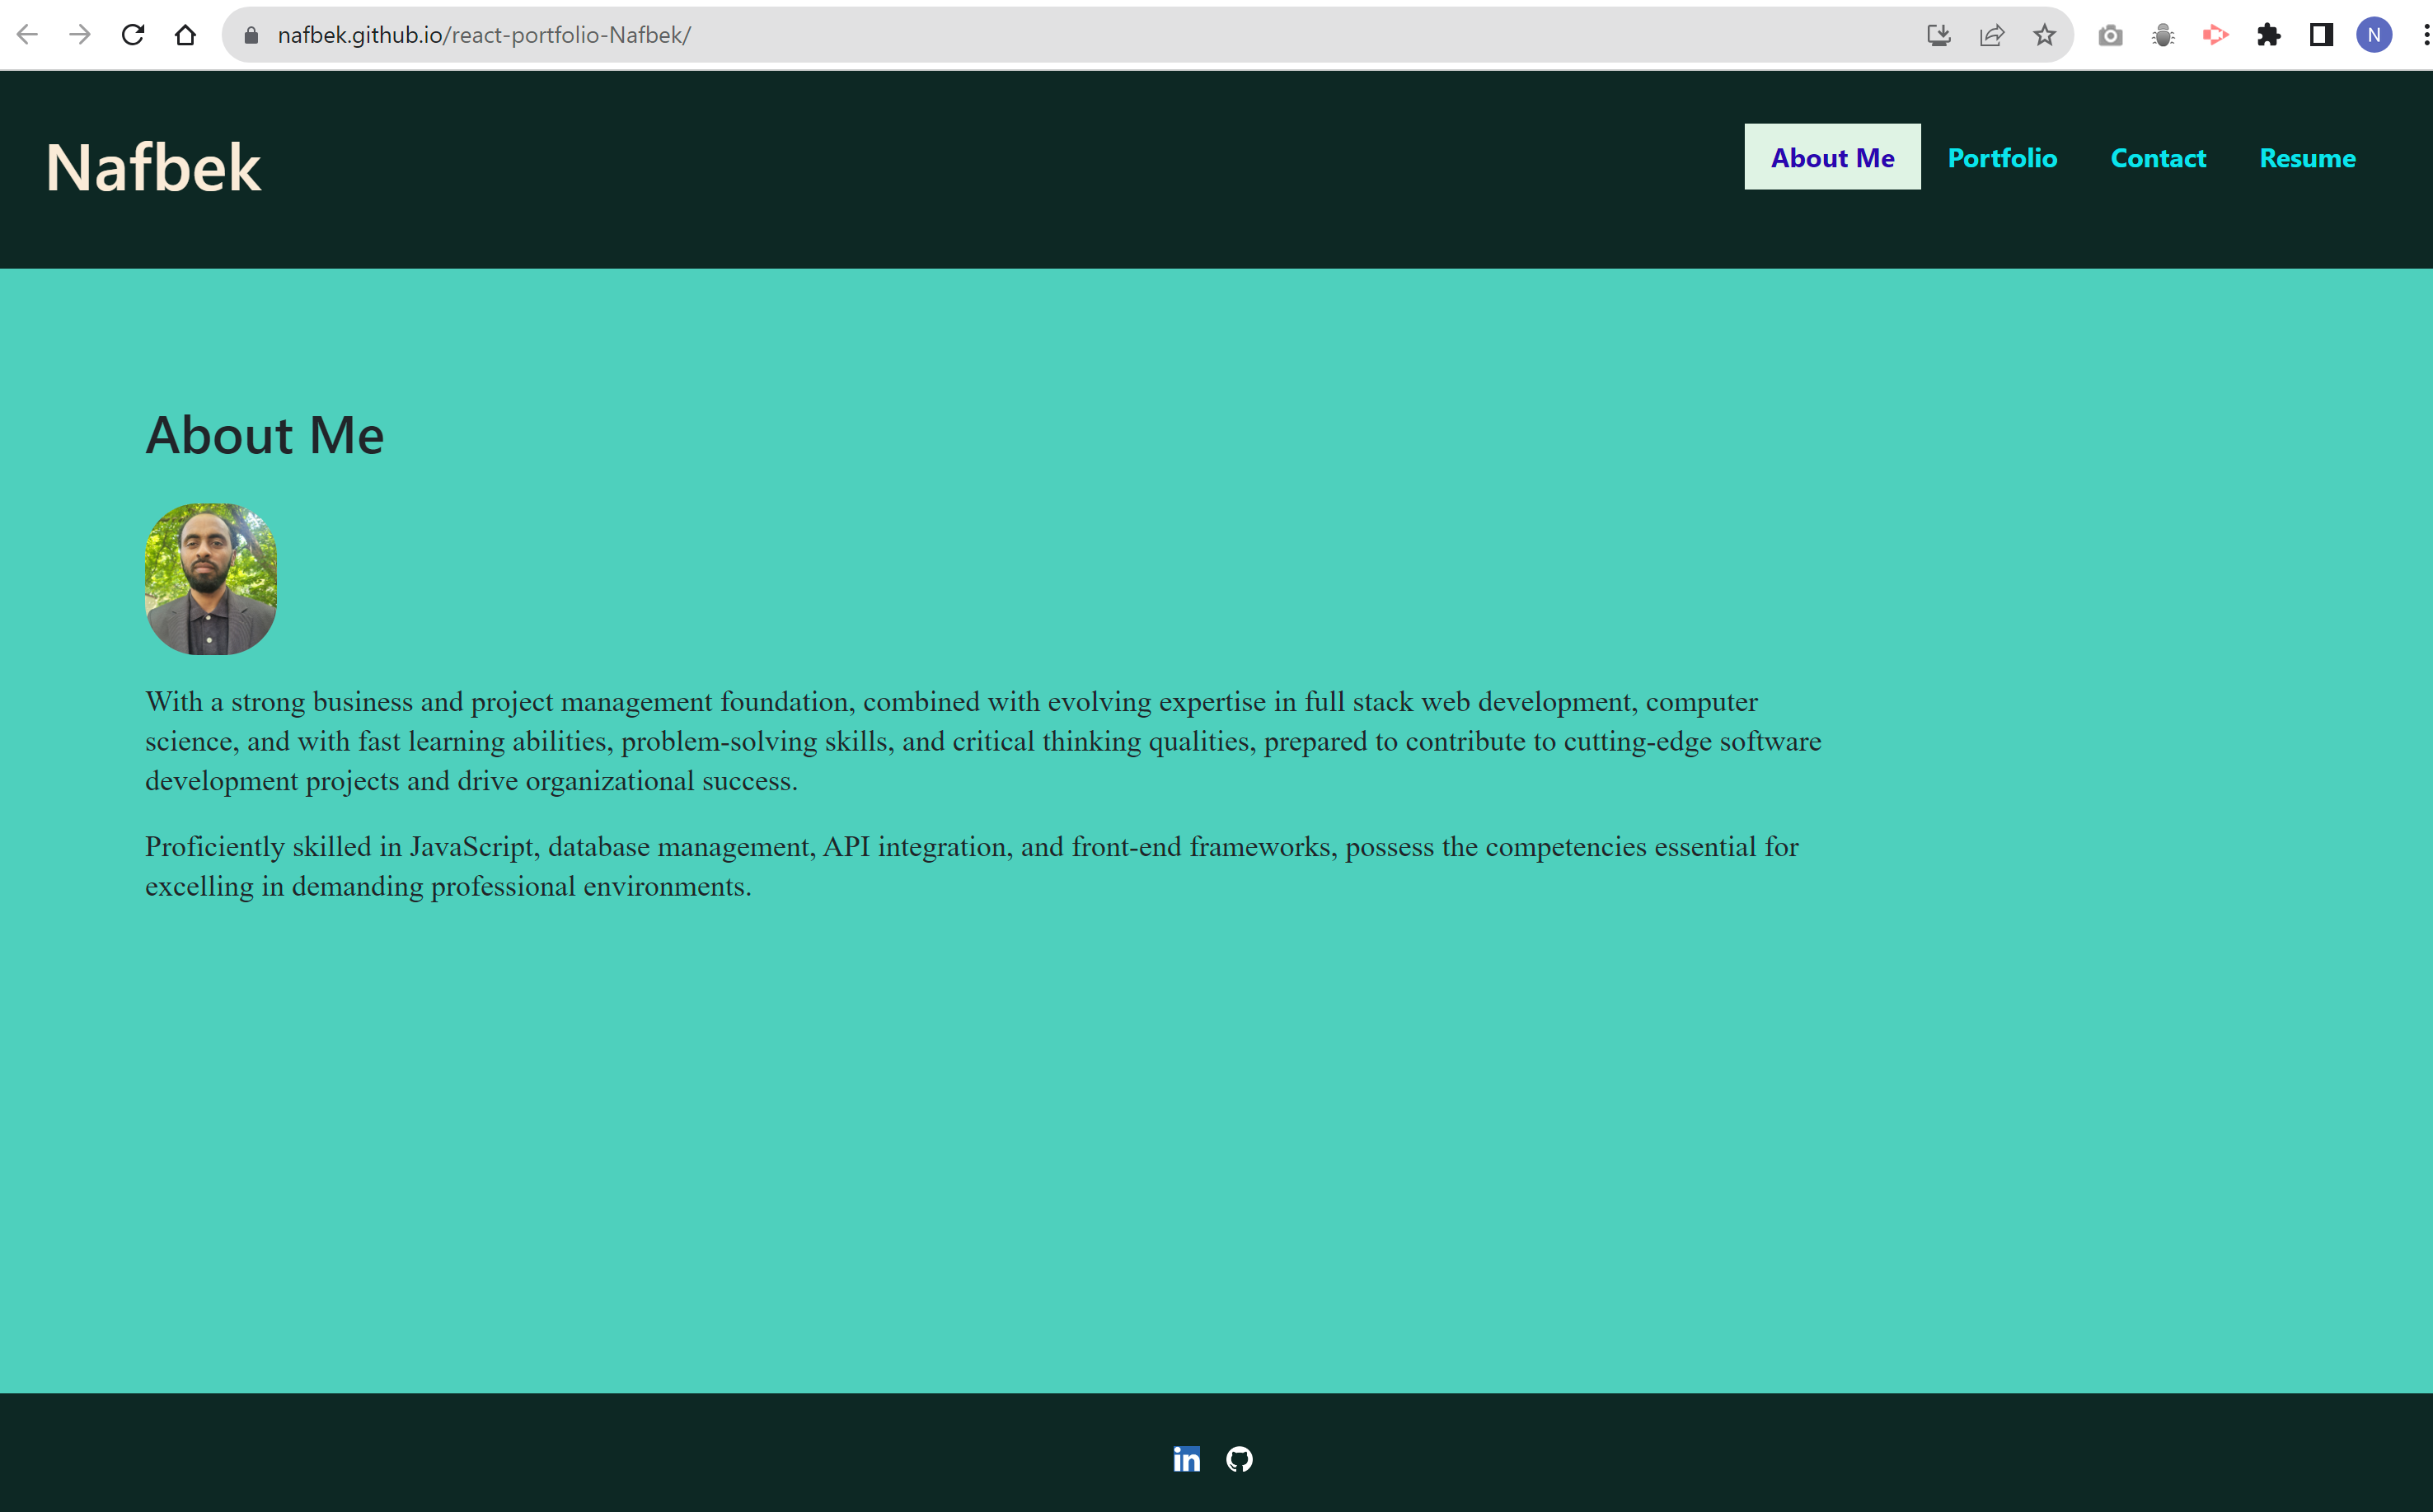 nafbek.github.io/react-portfolio-Nafbek/
N
Nafbek
About Me
Portfolio
Contact
Resume
About Me
With a strong business and project management foundation, combined with evolving expertise in full stack web development, computer
science, and with fast learning abilities, problem-solving skills, and critical thinking qualities, prepared to contribute to cutting-edge software
development projects and drive organizational success.
Proficiently skilled in JavaScript, database management, API integration, and front-end frameworks, possess the competencies essential for
excelling in demanding professional environments.
in